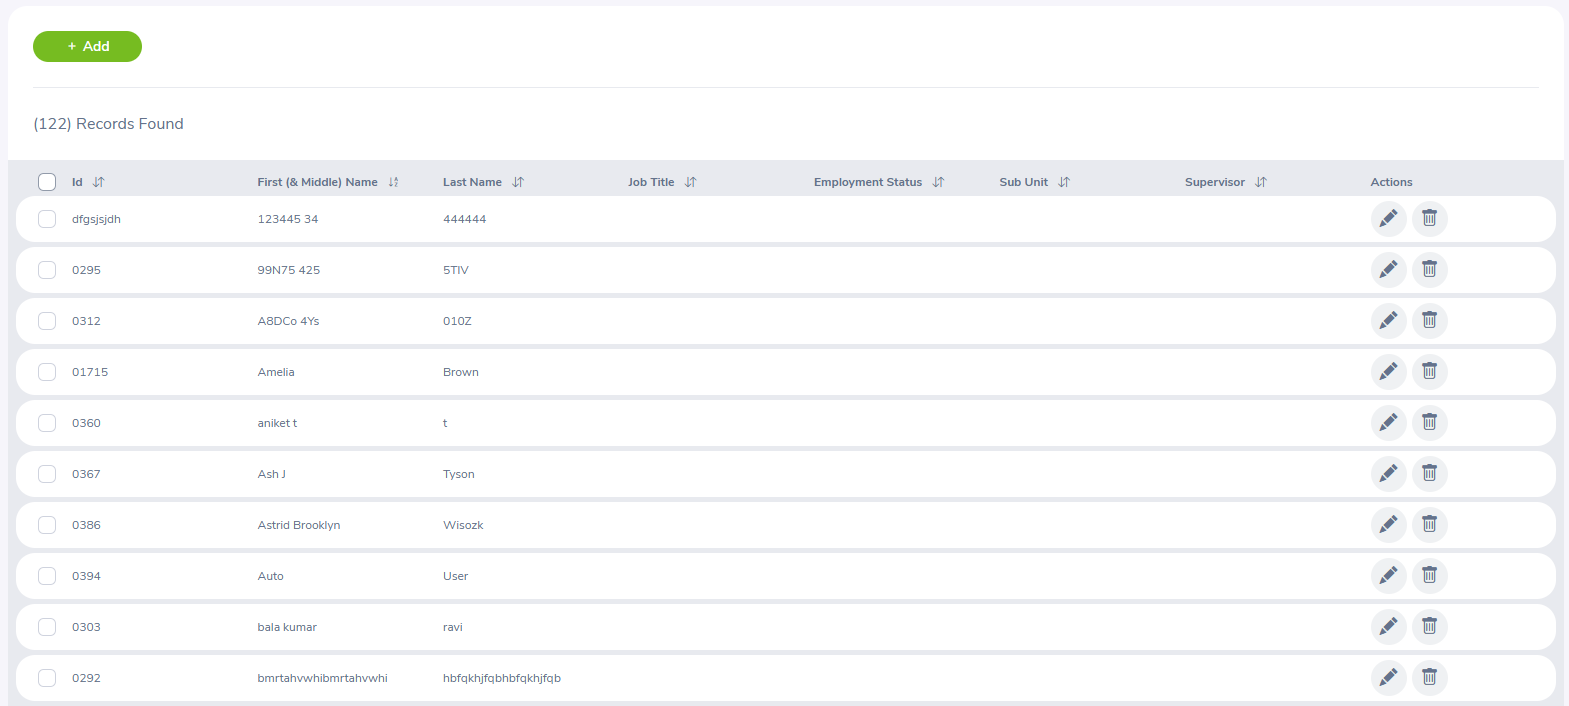 + Add
(122) Records Found
Id First (& Middle) Name Last Name Job Title Employment Status Sub Unit Supervisor Actions
dfgsjsjdh 123445 34 444444
0295 99N75 425 5TIV
0312 A8DCo 4Ys 010Z
01715 Amelia Brown
0360 aniket t t
0367 Ash J Tyson
0386 Astrid Brooklyn Wisozk
0394 Auto User
0303 bala kumar ravi
0292 bmrtahvwhibmrtahvwhi hbfqkhjfqbhbfqkhjfqb